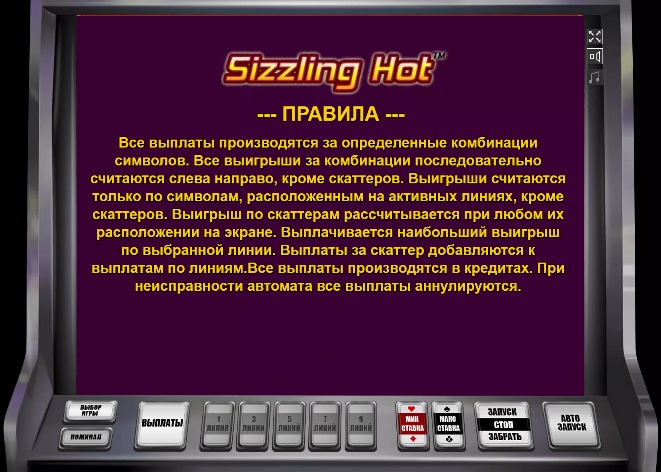 Sizzling Hot™
--- ПРАВИЛА ---
Все выплаты производятся за определенные комбинации
символов. Все выигрыши за комбинации последовательно
считаются слева направо, кроме скаттеров. Выигрыши считаются
только по символам, расположенным на активных линиях, кроме
скаттеров. Выигрыш по скаттерам рассчитывается при любом их
расположении на экране. Выплачивается наибольший выигрыш
по выбранной линии. Выплаты за скаттер добавляются к
выплатам по линиям.Все выплаты производятся в кредитах. При
неисправности автомата все выплаты аннулируются.
ВЫБОР
ИГРЫ
НОМИНАЛ
ВЫПЛАТЫ
1
ЛИНИЯ
3
ЛИНИИ
5
ЛИНИЙ
7
ЛИНИЙ
9
ЛИНИЙ
МИН
СТАВКА
МАКС
СТАВКА
ЗАПУСК
СТОП
ЗАБРАТЬ
АВТО
ЗАПУСК